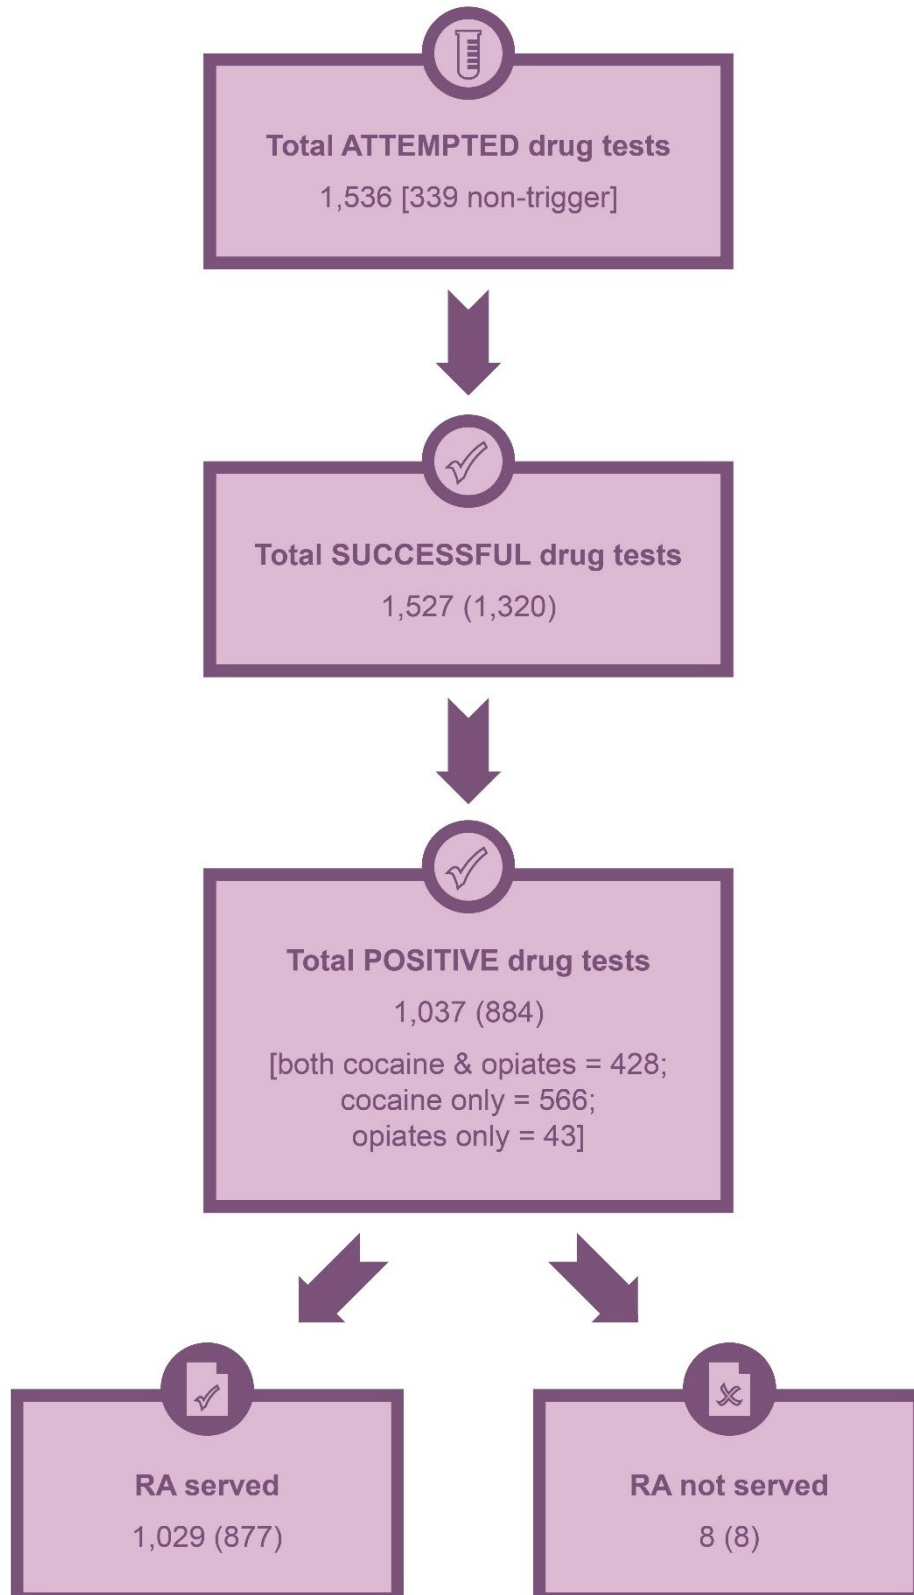 Total ATTEMPTED drug tests
1,536 [339 non-trigger]
Total SUCCESSFUL drug tests
1,527 (1,320)
Total POSITIVE drug tests
1,037 (884)
[both cocaine & opiates = 428;
cocaine only = 566;
opiates only = 43]
RA served
1,029 (877)
RA not served
8 (8)